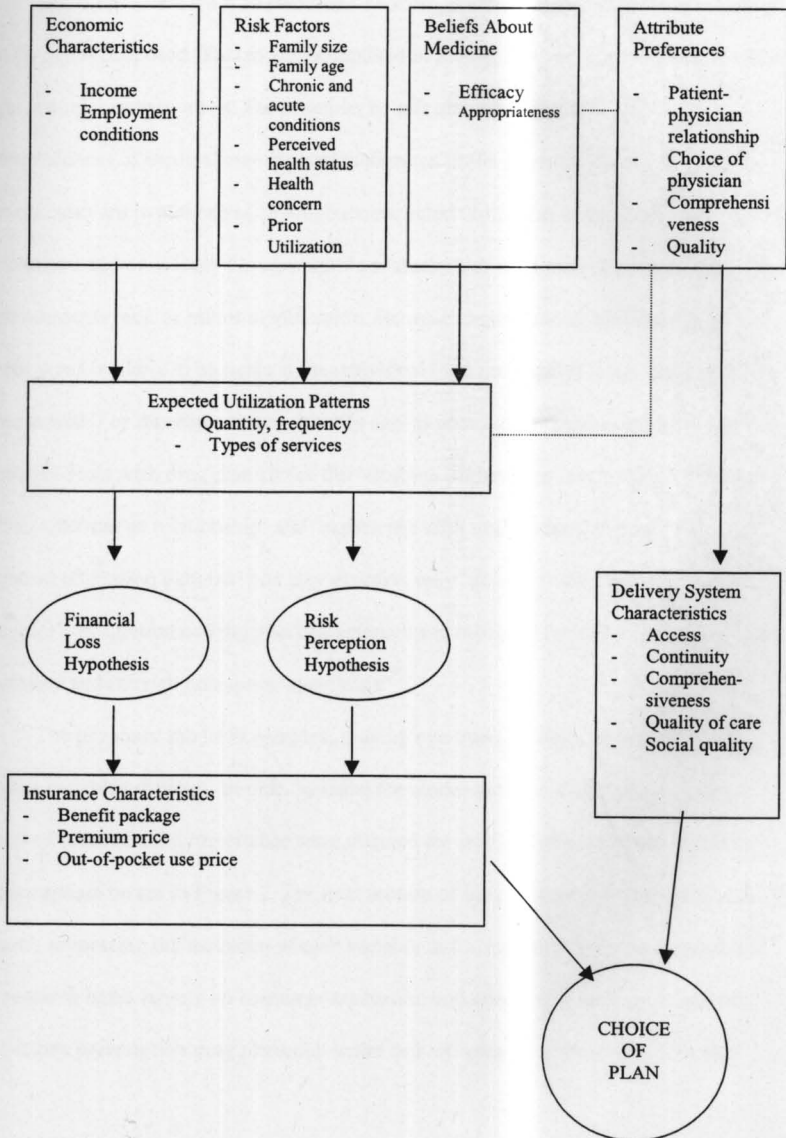 Economic
Characteristics
- Income
- Employment
conditions
Risk Factors
- Family size
- Family age
- Chronic and
acute
conditions
- Perceived
health status
- Health
concern
- Prior
Utilization
Beliefs About
Medicine
- Efficacy
- Appropriateness
Attribute
Preferences
- Patient-
physician
relationship
- Choice of
physician
- Comprehensi
veness
- Quality
Expected Utilization Patterns
- Quantity, frequency
- Types of services
-
Financial
Loss
Hypothesis
Risk
Perception
Hypothesis
Delivery System
Characteristics
- Access
- Continuity
- Comprehen-
siveness
- Quality of care
- Social quality
Insurance Characteristics
- Benefit package
- Premium price
- Out-of-pocket use price
CHOICE
OF
PLAN